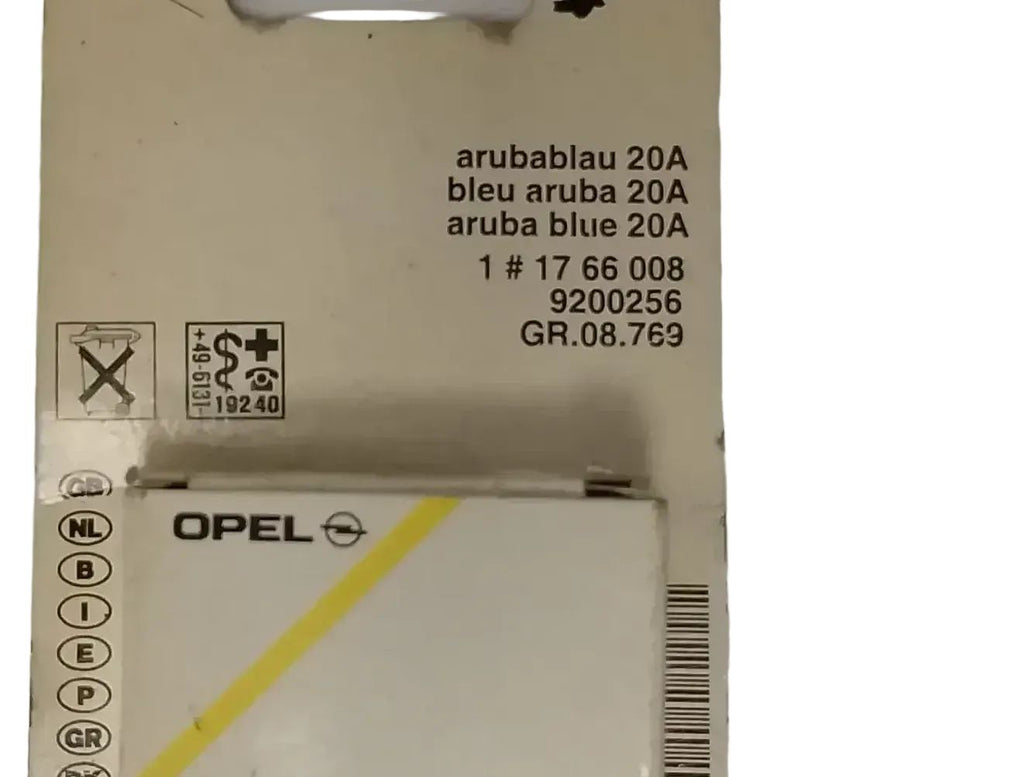 arubablau 20A
bleu aruba 20A
aruba blue 20A
1 # 17 66 008
9200256
GR.08.769
+49-6131-
19240
GB
NL
B
I
E
P
GR
OPEL